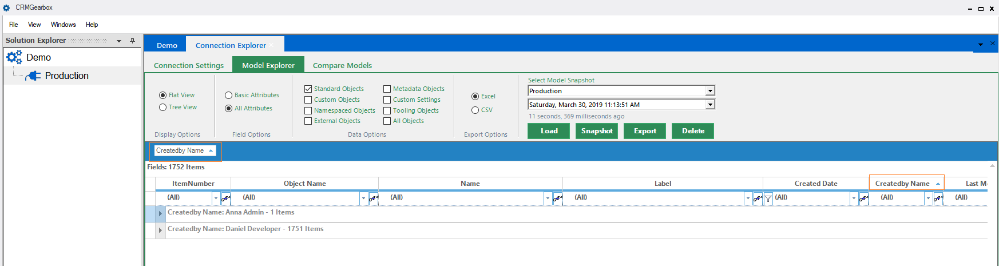 CRMGearbox
File View Windows Help
Solution Explorer
Demo
Production
Demo Connection Explorer
Connection Settings Model Explorer Compare Models
Flat View
Tree View
Display Options
Basic Attributes
All Attributes
Field Options
Standard Objects Metadata Objects
Custom Objects Custom Settings
Namespaced Objects Tooling Objects
External Objects All Objects
Data Options
Excel
CSV
Export Options
Select Model Snapshot
Production
Saturday, March 30, 2019 11:13:51 AM
11 seconds, 369 milliseconds ago
Load Snapshot Export Delete
Createdby Name
Fields: 1752 Items
ItemNumber Object Name Name Label Created Date Createdby Name Last M
(All) (All) (All) (All) (All) (All) (All)
Createdby Name: Anna Admin - 1 Items
Createdby Name: Daniel Developer - 1751 Items